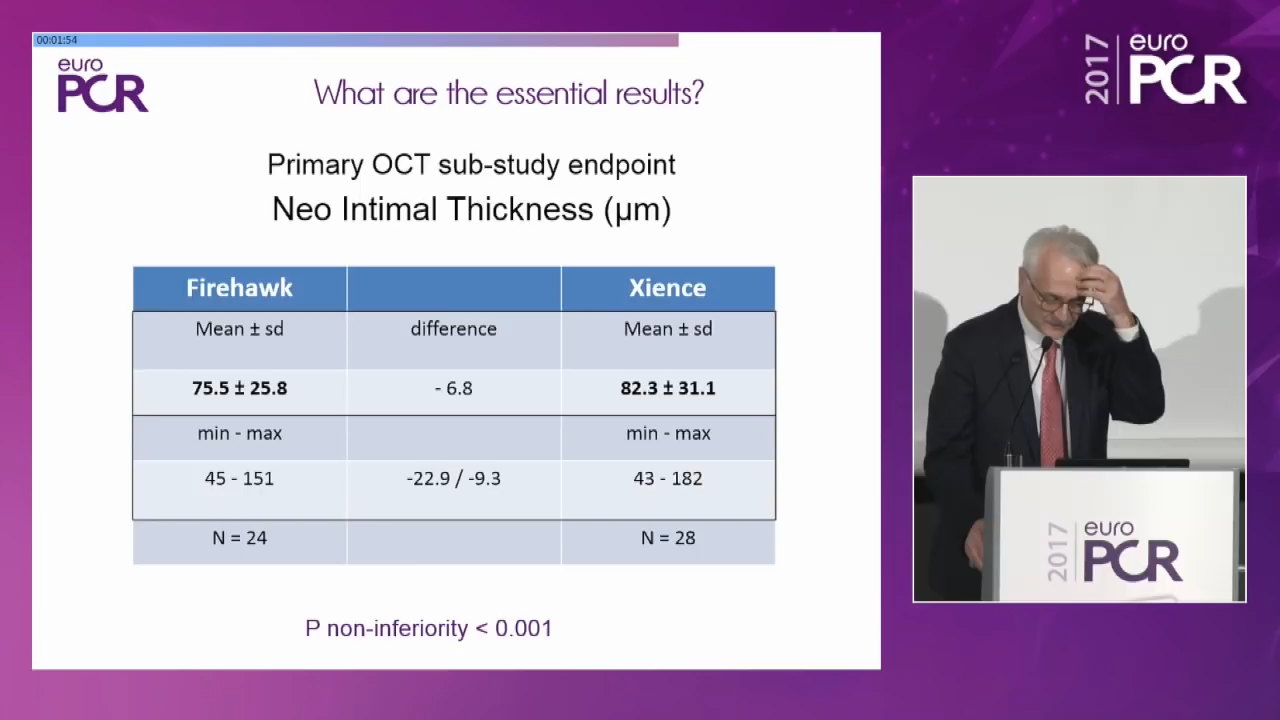 00:01:54
euro
PCR
What are the essential results?
Primary OCT sub-study endpoint
Neo Intimal Thickness (µm)
Firehawk Xience
Mean ± sd difference Mean ± sd
75.5 ± 25.8 - 6.8 82.3 ± 31.1
min - max min - max
45 - 151 -22.9 / -9.3 43 - 182
N = 24 N = 28
P non-inferiority < 0.001
2017
euro
PCR
2017
euro
PCR